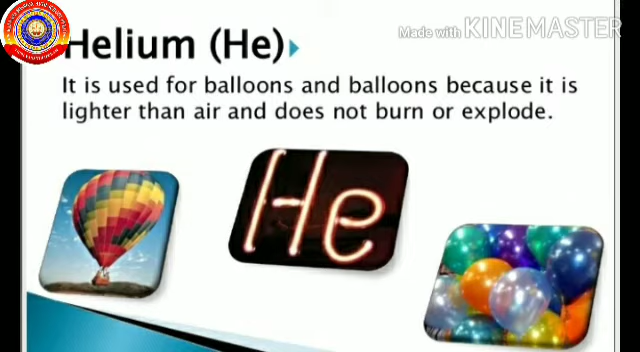 Made with KINEMASTER
Helium (He)
It is used for balloons and balloons because it is
lighter than air and does not burn or explode.
He